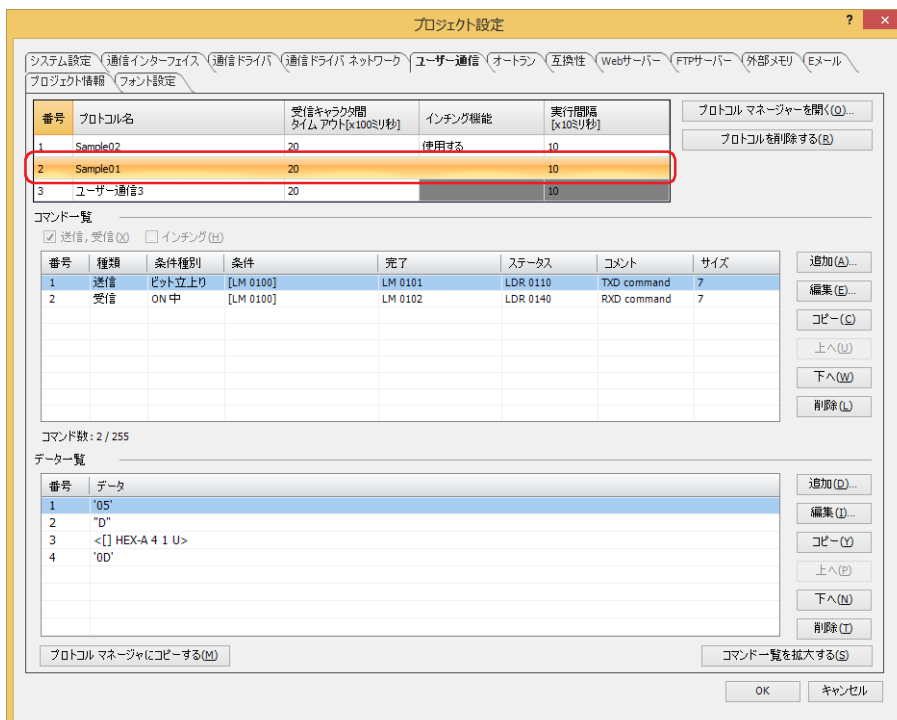 プロジェクト設定
? ×
システム設定 通信インターフェイス 通信ドライバ 通信ドライバ ネットワーク ユーザー通信 オートラン 互換性 Webサーバー FTPサーバー 外部メモリ Eメール
プロジェクト情報 フォント設定
番号 プロトコル名 受信キャラクタ間タイム アウト[x100ミリ秒] インチング機能 実行間隔[x10ミリ秒]
プロトコル マネージャーを開く(O)...
1 Sample02 20 使用する 10
プロトコルを削除する(R)
2 Sample01 20 10
3 ユーザー通信3 20 10
コマンド一覧
送信, 受信(X) インチング(H)
番号 種類 条件種別 条件 完了 ステータス コメント サイズ
追加(A)...
1 送信 ビット立上り [LM 0100] LM 0101 LDR 0110 TXD command 7
編集(E)...
2 受信 ON 中 [LM 0100] LM 0102 LDR 0140 RXD command 7
コピー(C)
上へ(U)
下へ(W)
削除(L)
コマンド数 : 2 / 255
データ一覧
番号 データ
追加(D)...
1 '05'
編集(I)...
2 "D"
3 <[] HEX-A 4 1 U>
コピー(Y)
4 '0D'
上へ(P)
下へ(N)
削除(T)
プロトコル マネージャにコピーする(M)
コマンド一覧を拡大する(S)
OK キャンセル